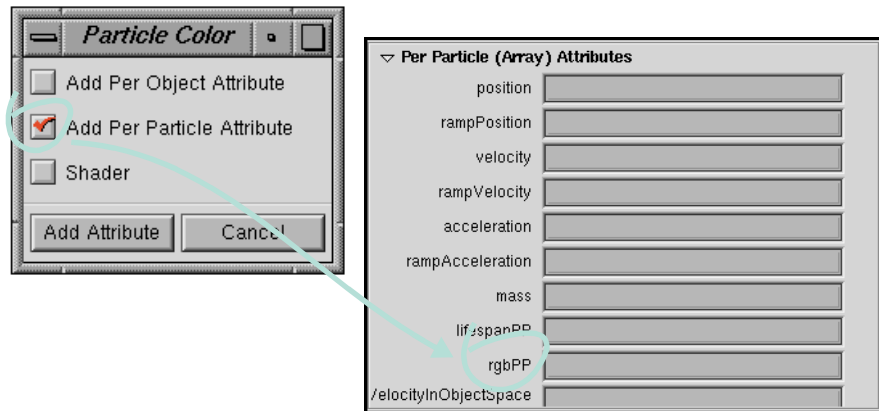 Particle Color
Add Per Object Attribute
Add Per Particle Attribute
Shader
Add Attribute
Cancel
Per Particle (Array) Attributes
position
rampPosition
velocity
rampVelocity
acceleration
rampAcceleration
mass
lifespanPP
rgbPP
VelocityInObjectSpace